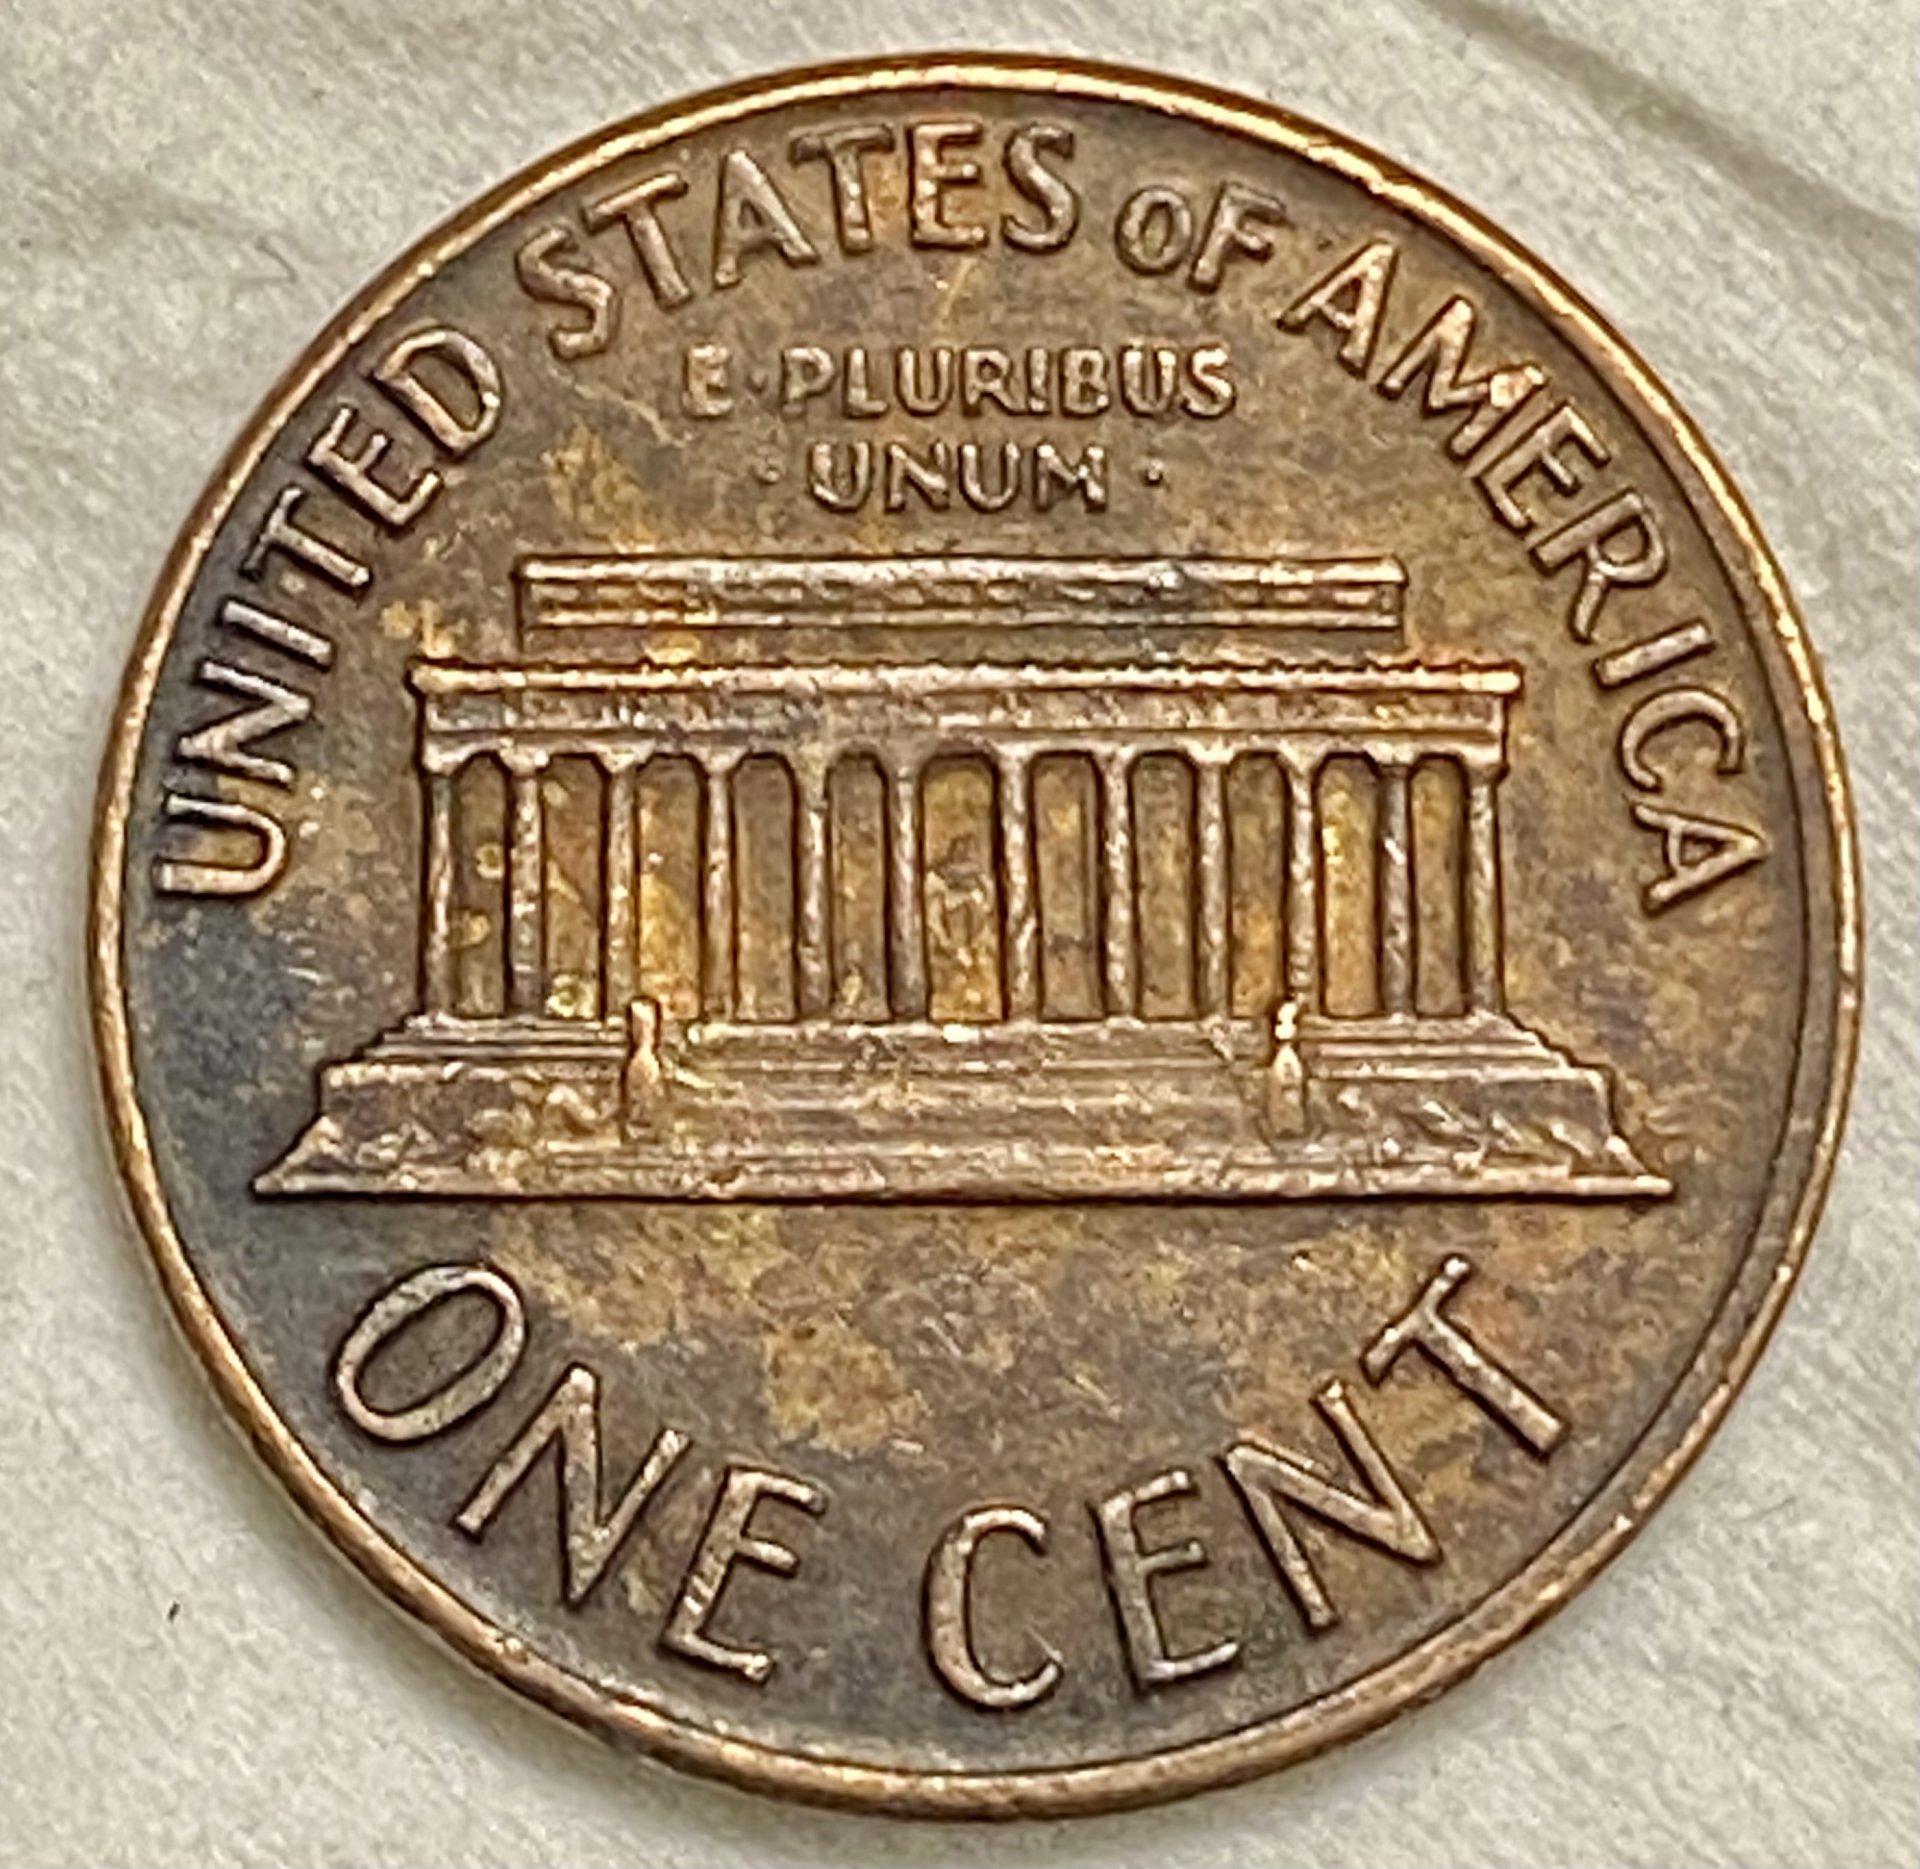 UNITED STATES OF AMERICA
E·PLURIBUS
·UNUM·
ONE CENT